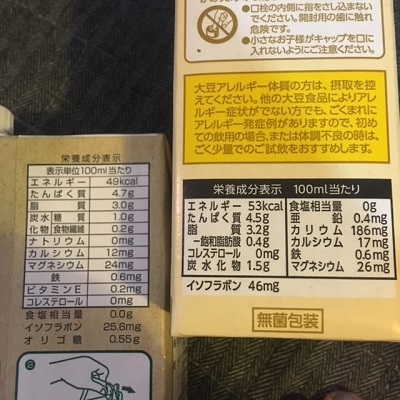 ●口栓の内側に指をさし込まない
でください。開封用の歯に触れ
危険です。
●小さなお子様がキャップを口に
入れないようにご注意ください。
大豆アレルギー体質の方は、摂取を控
えてください。他の大豆食品によりアレ
ルギー症状がでない方でも、ごくまれに
アレルギー発症例がありますので、初め
ての飲用の場合、または体調不良の時は、
ごく少量でのご試飲をおすすめします。
栄養成分表示 100ml当たり
エネルギー 53kcal
たんぱく質 4.5g
脂質 3.2g
―飽和脂肪酸 0.4g
コレステロール 0mg
炭水化物 1.5g
食塩相当量 0g
亜鉛 0.4mg
カリウム 186mg
カルシウム 17mg
鉄 0.6mg
マグネシウム 26mg
イソフラボン 46mg
無菌包装
栄養成分表示
表示単位100ml当たり
エネルギー 49kcal
たんぱく質 4.7g
脂質 3.0g
炭水化物 糖質 1.0g
食物繊維 0.2g
ナトリウム 0mg
カルシウム 12mg
マグネシウム 24mg
鉄 0.6mg
ビタミンE 0.2mg
コレステロール 0mg
食塩相当量 0.0g
イソフラボン 25.6mg
オリゴ糖 0.55g